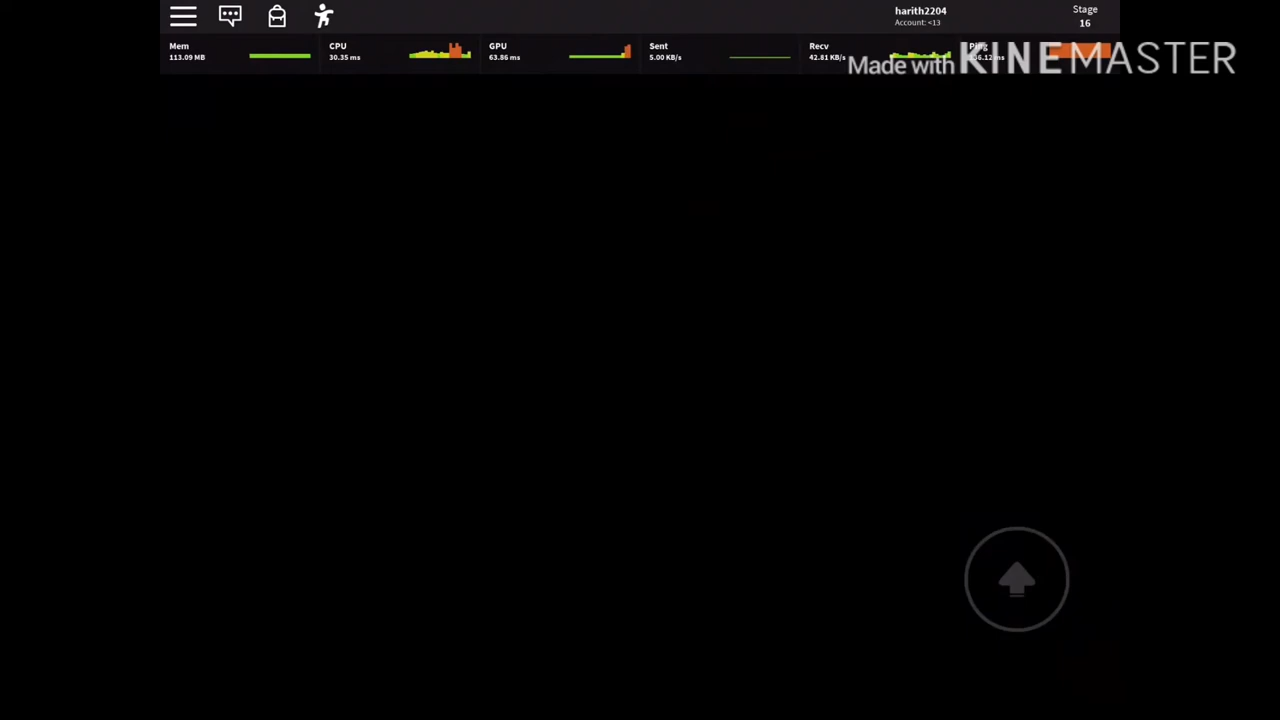 harith2204
Account: <13
Stage
16
Mem
113.09 MB
CPU
30.35 ms
GPU
63.86 ms
Sent
5.00 KB/s
Recv
42.81 KB/s
Made with KINEMASTER